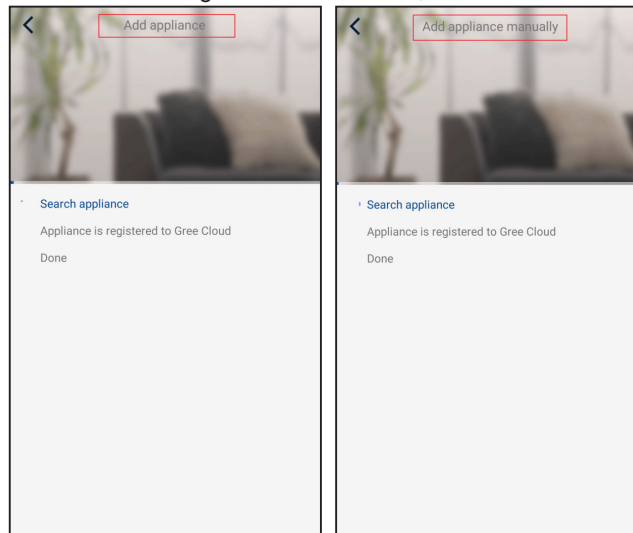 Add appliance
Search appliance
Appliance is registered to Gree Cloud
Done
Add appliance manually
Search appliance
Appliance is registered to Gree Cloud
Done